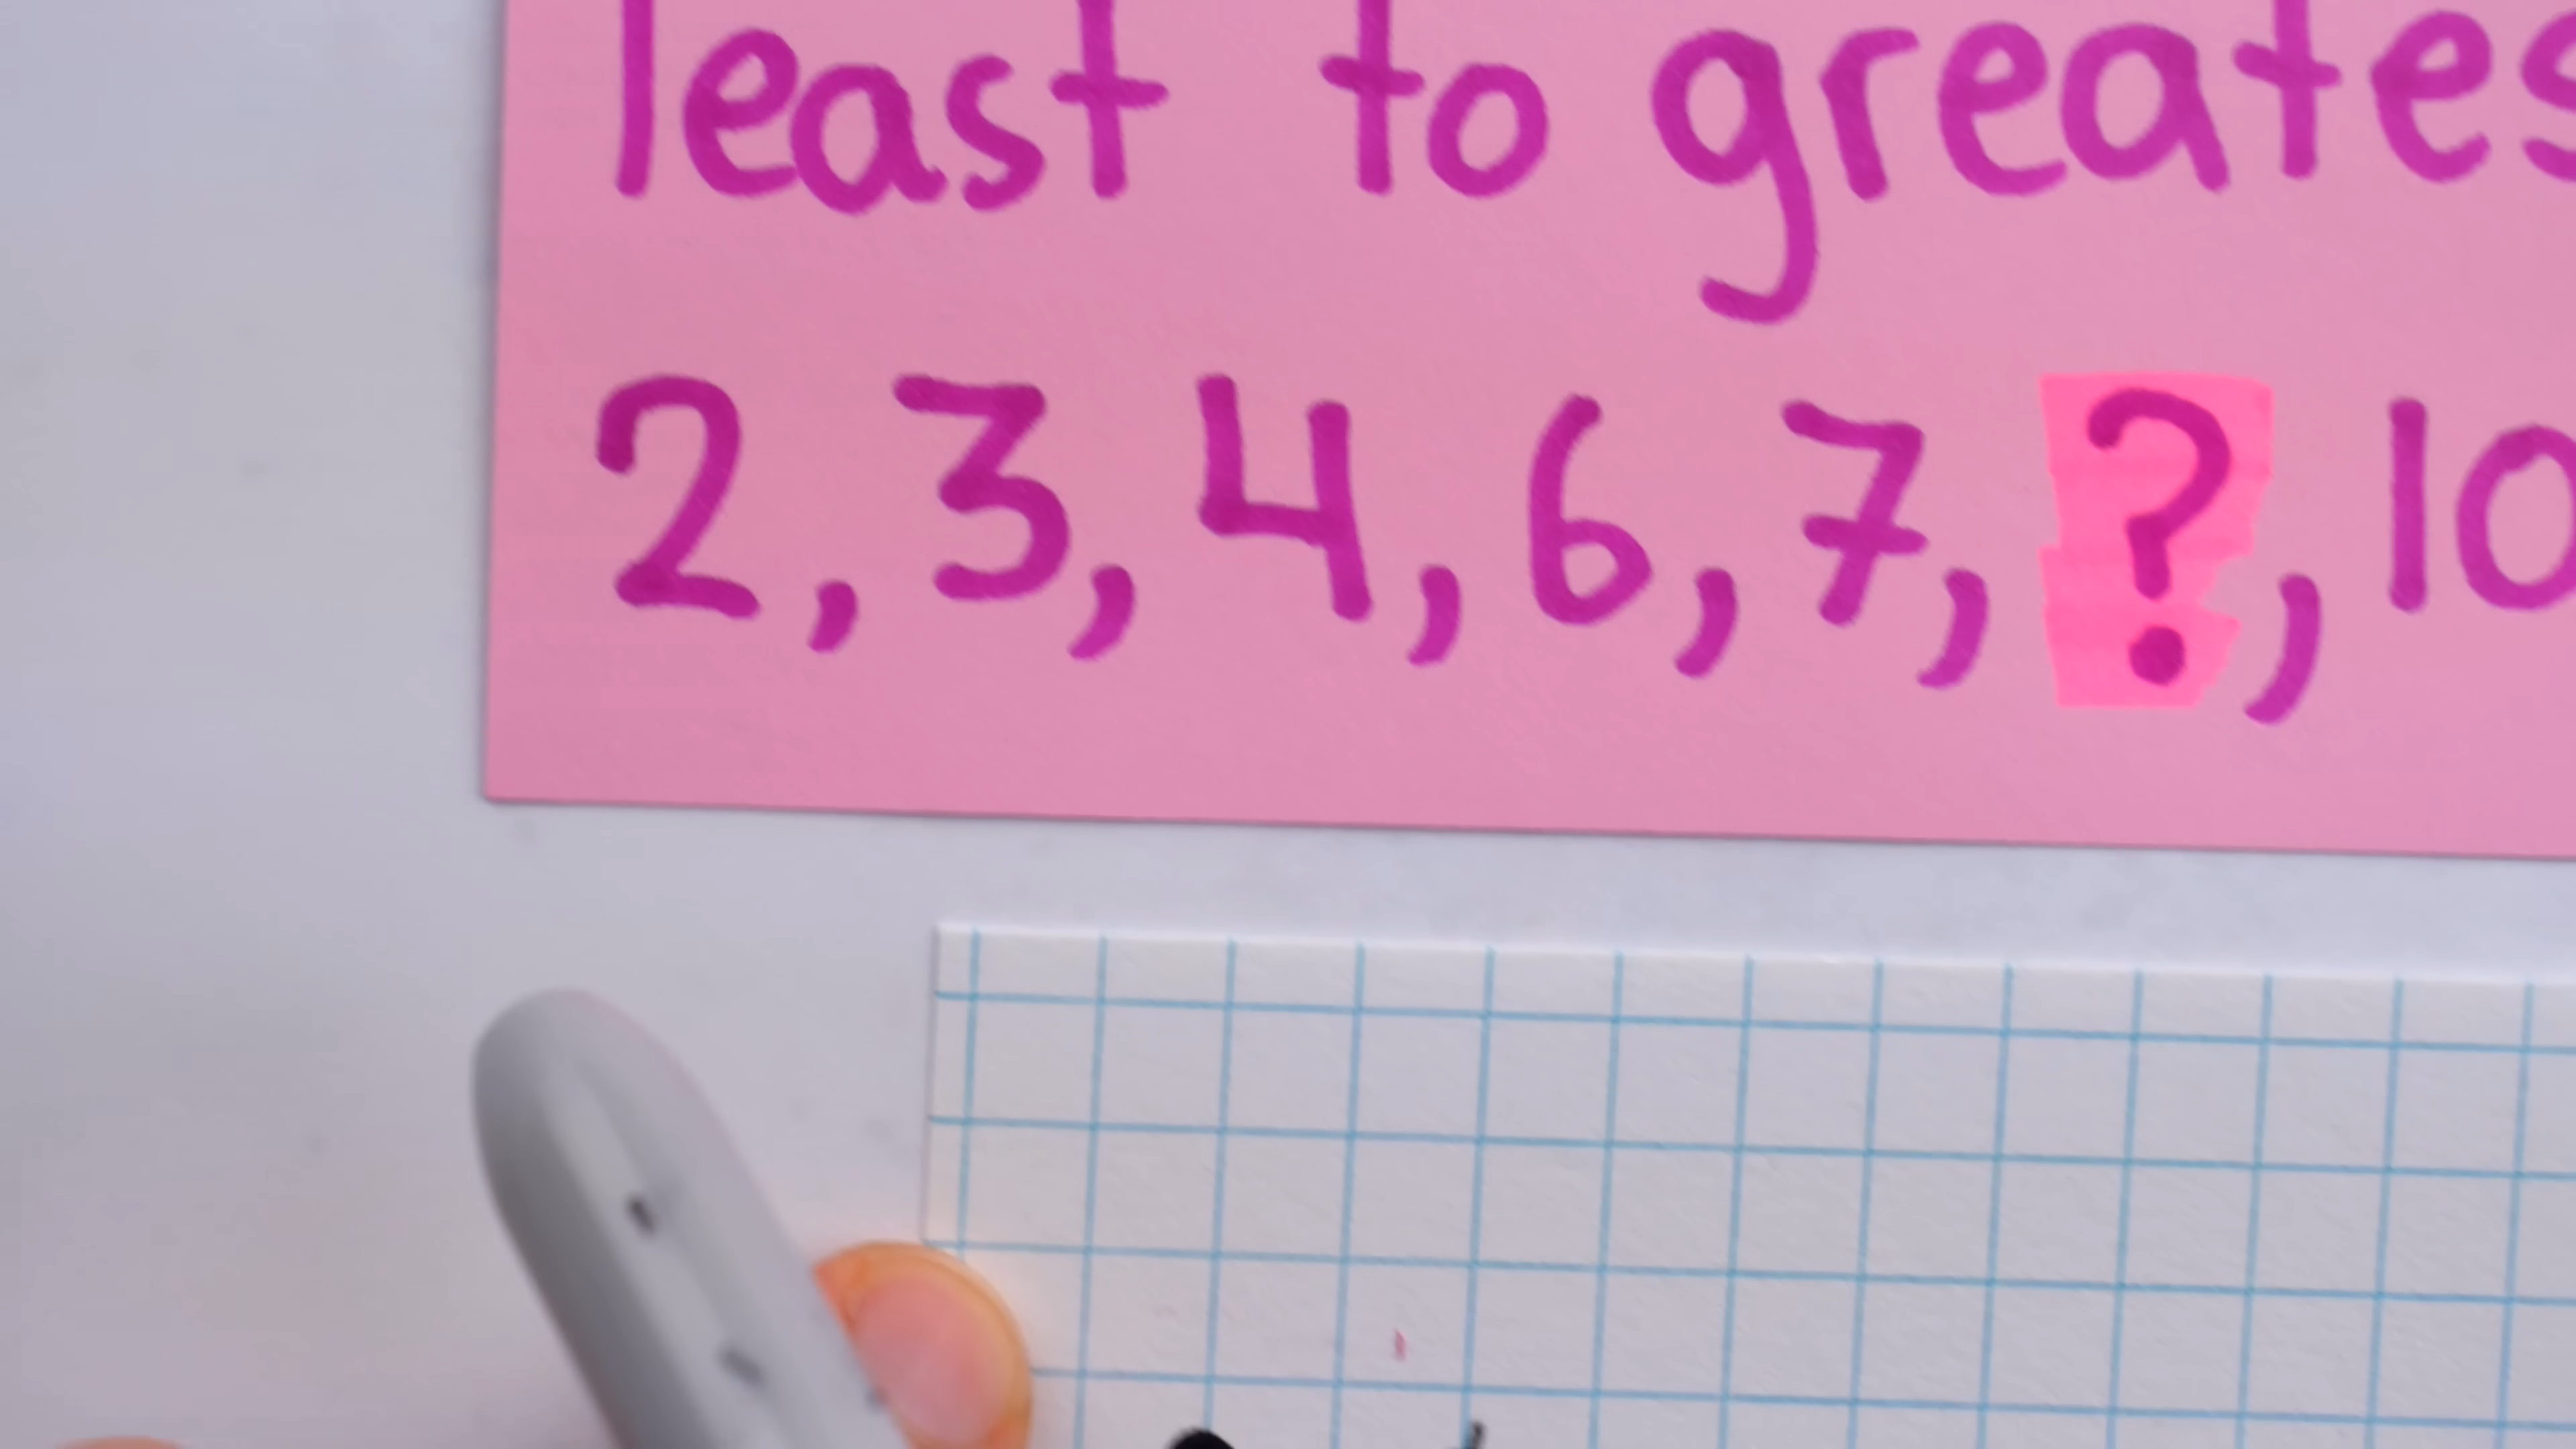 least to greates
2, 3, 4, 6, 7, ?, 10